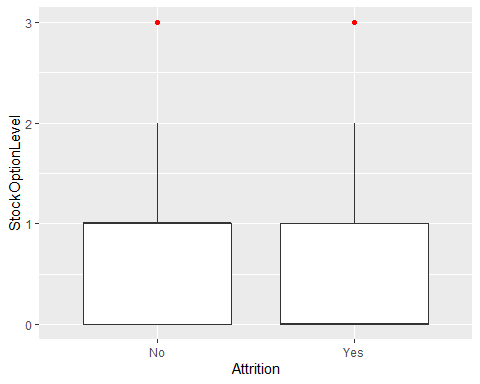 3
2
1
0
StockOptionLevel
No
Yes
Attrition